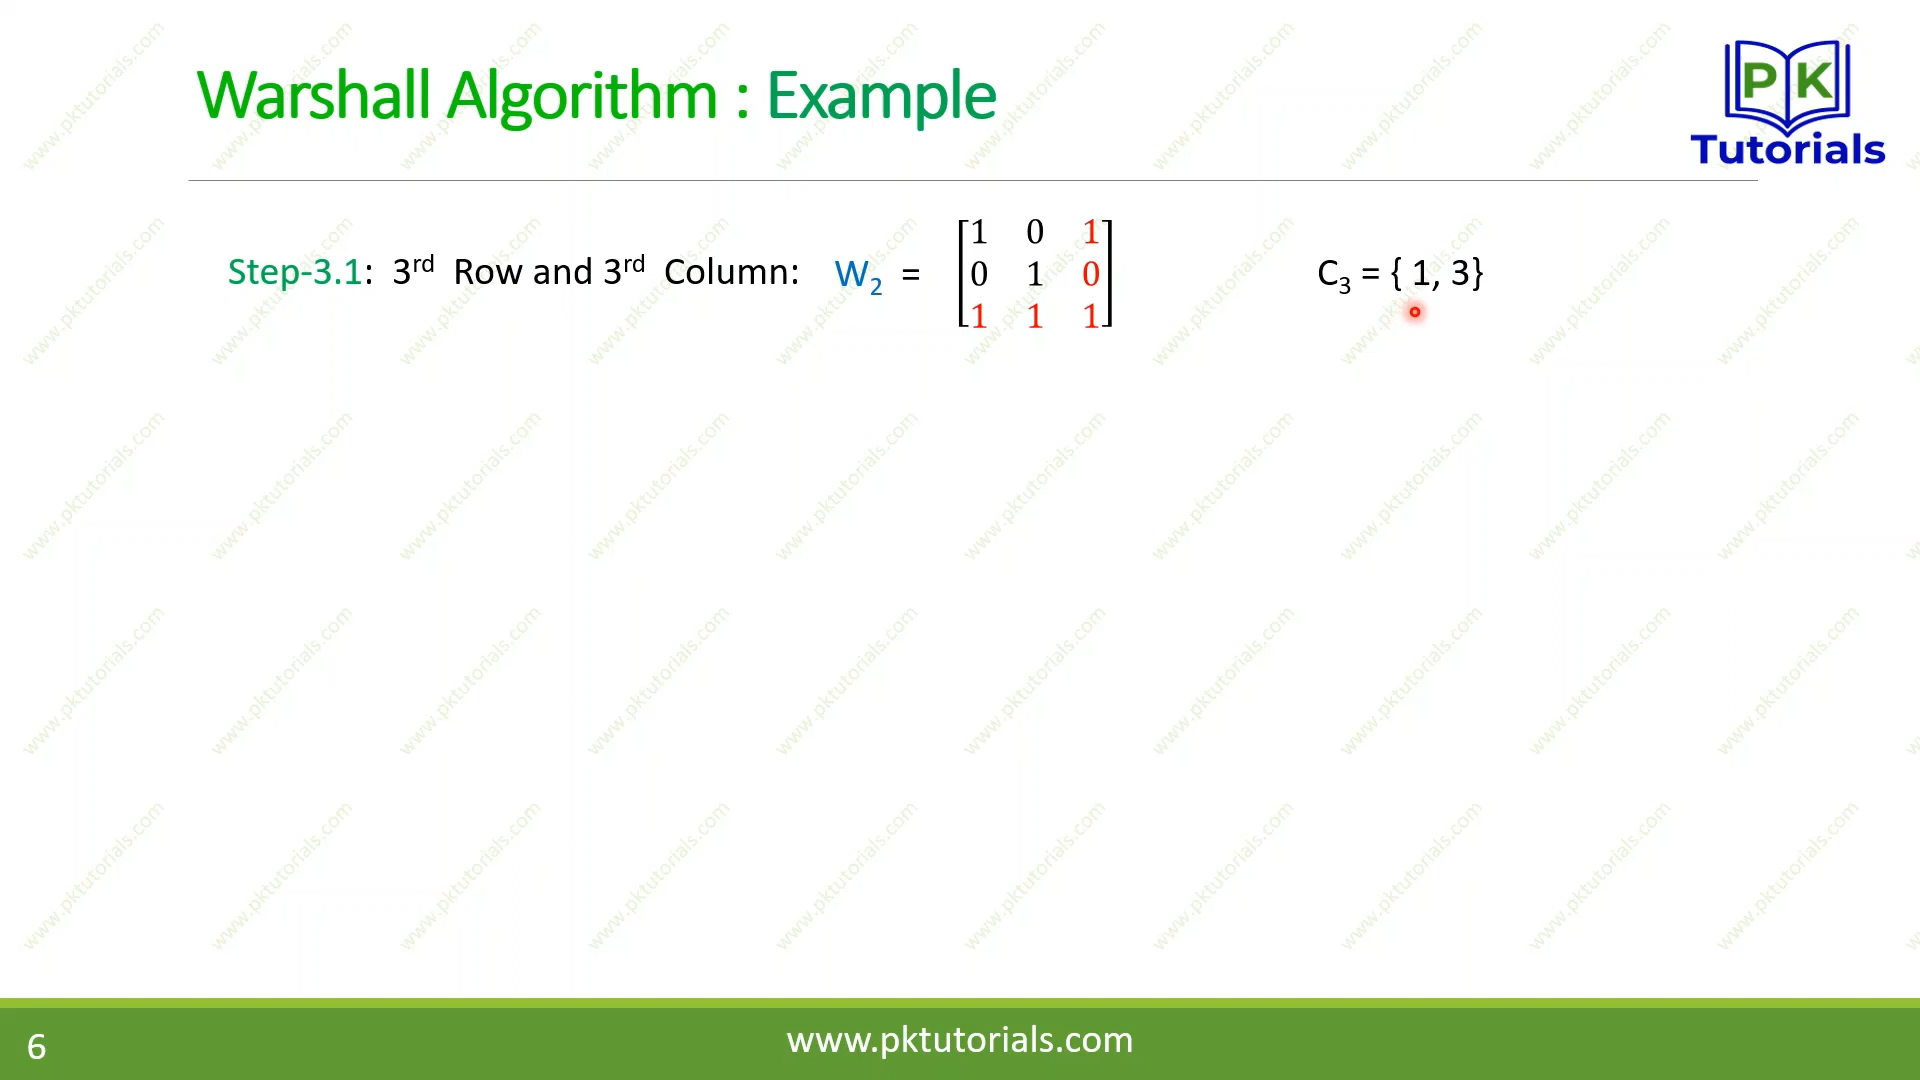 Warshall Algorithm : Example
PK
Tutorials
Step-3.1: 3rd Row and 3rd Column: W2 =
1 0 1
0 1 0
1 1 1
C3 = { 1, 3}
6
www.pktutorials.com